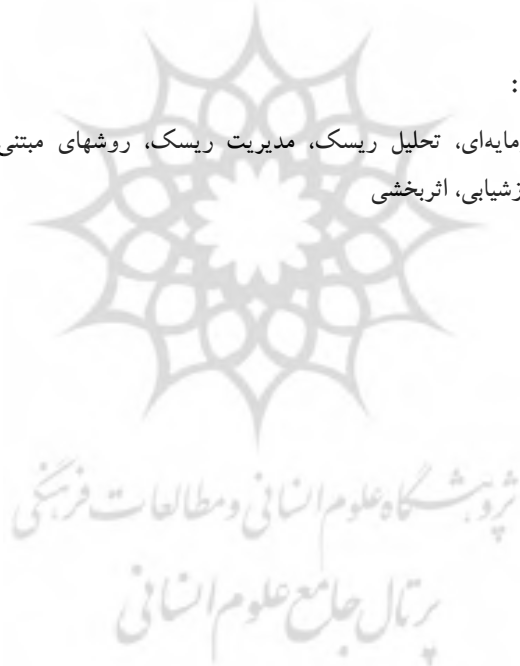 :
مایه‌ای، تحلیل ریسک، مدیریت ریسک، روشهای مبتنی
زشیابی، اثربخشی
پژوهشگاه علوم انسانی و مطالعات فرهنگی
پرتال جامع علوم انسانی